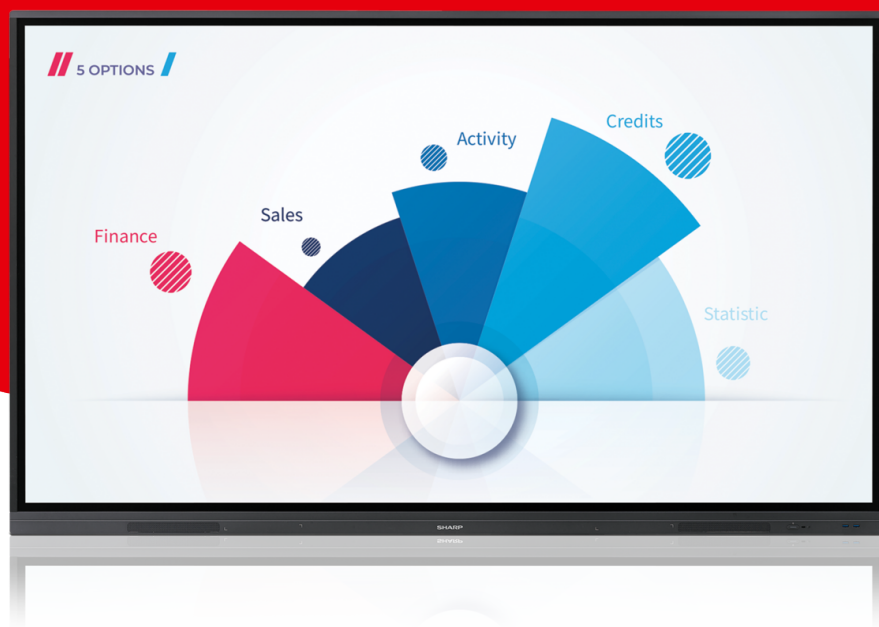 5 OPTIONS
Activity
Credits
Sales
Finance
Statistic
SHARP